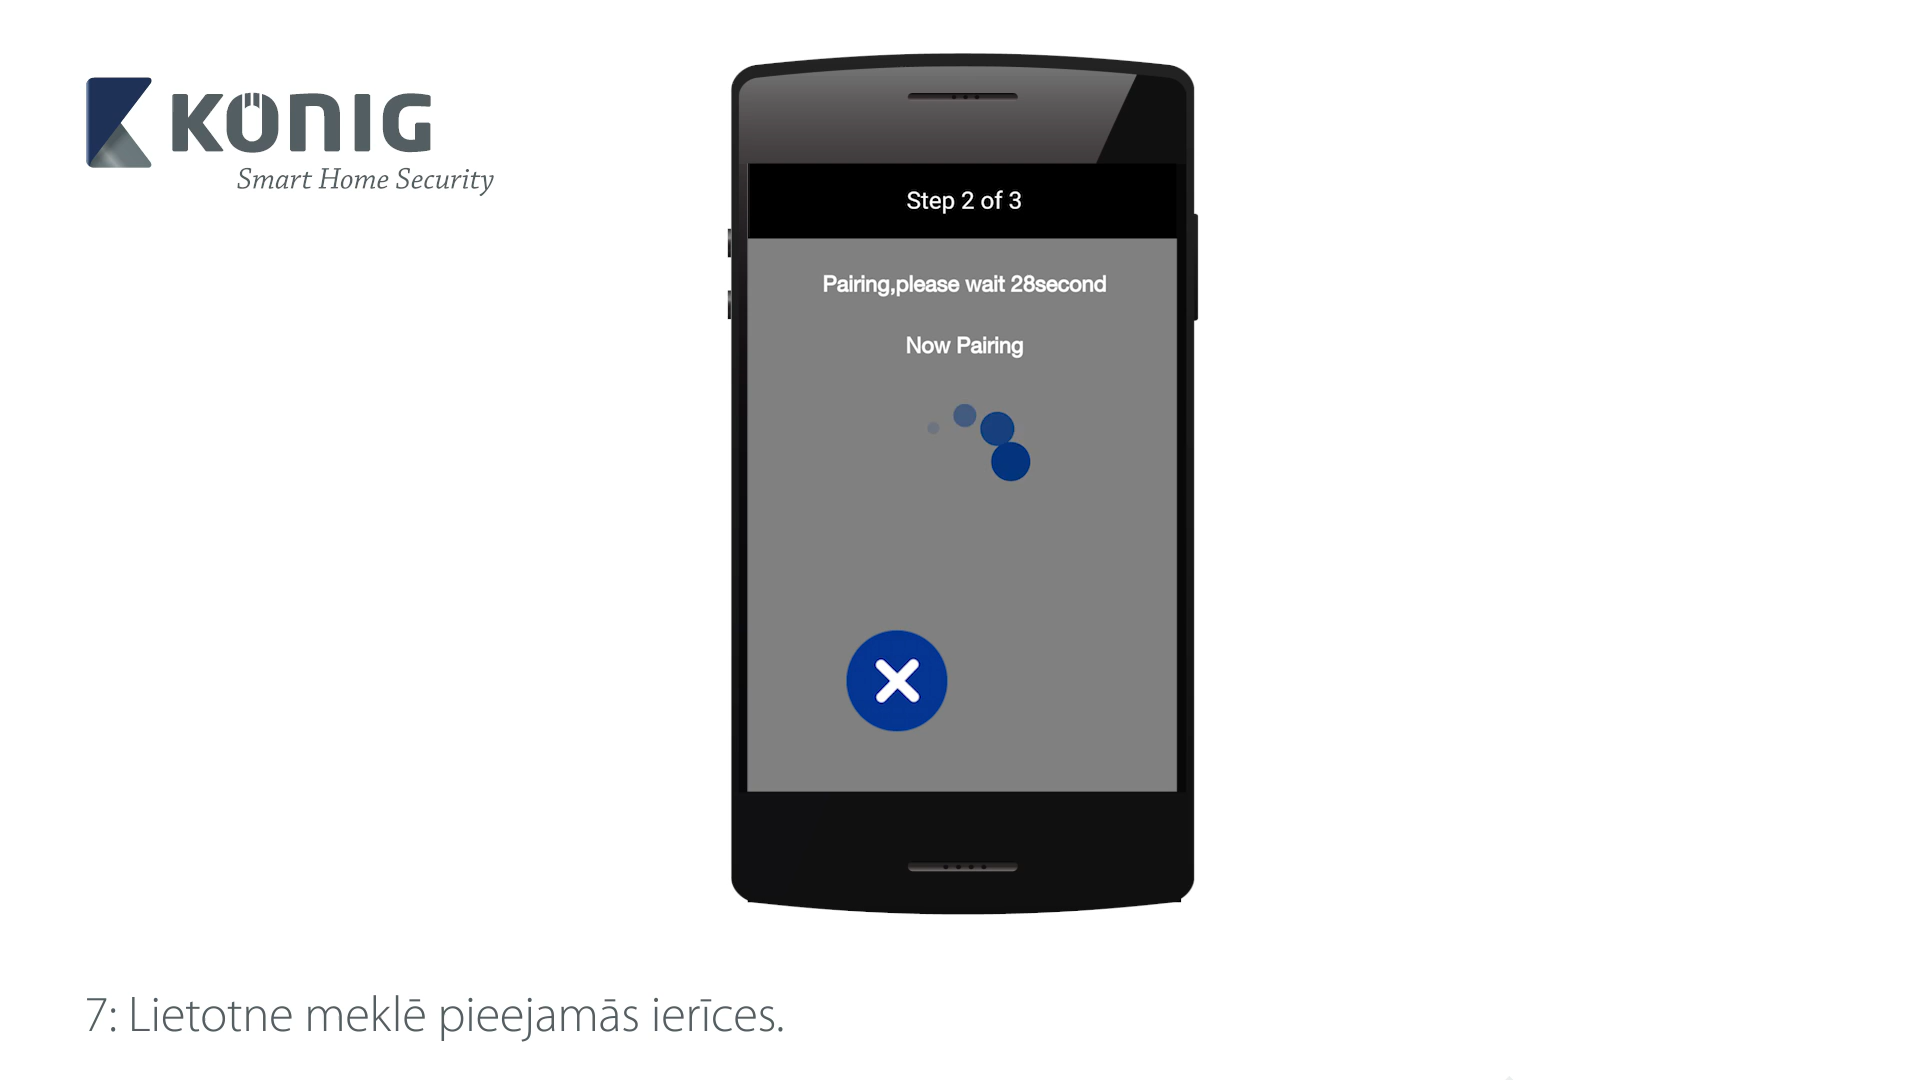 KÖNIG
Smart Home Security
Step 2 of 3
Pairing,please wait 28second
Now Pairing
7: Lietotne meklē pieejamās ierīces.